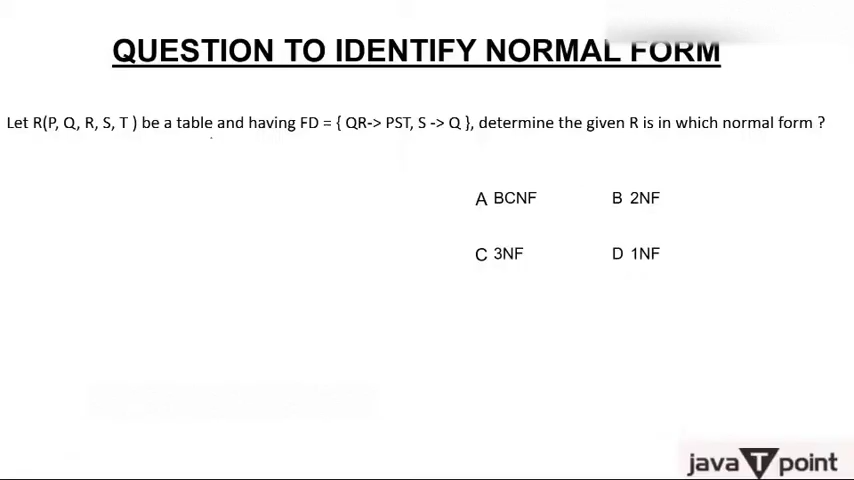 QUESTION TO IDENTIFY NORMAL FORM
Let R(P, Q, R, S, T ) be a table and having FD = { QR-> PST, S -> Q }, determine the given R is in which normal form ?
A BCNF B 2NF
C 3NF D 1NF
java T point